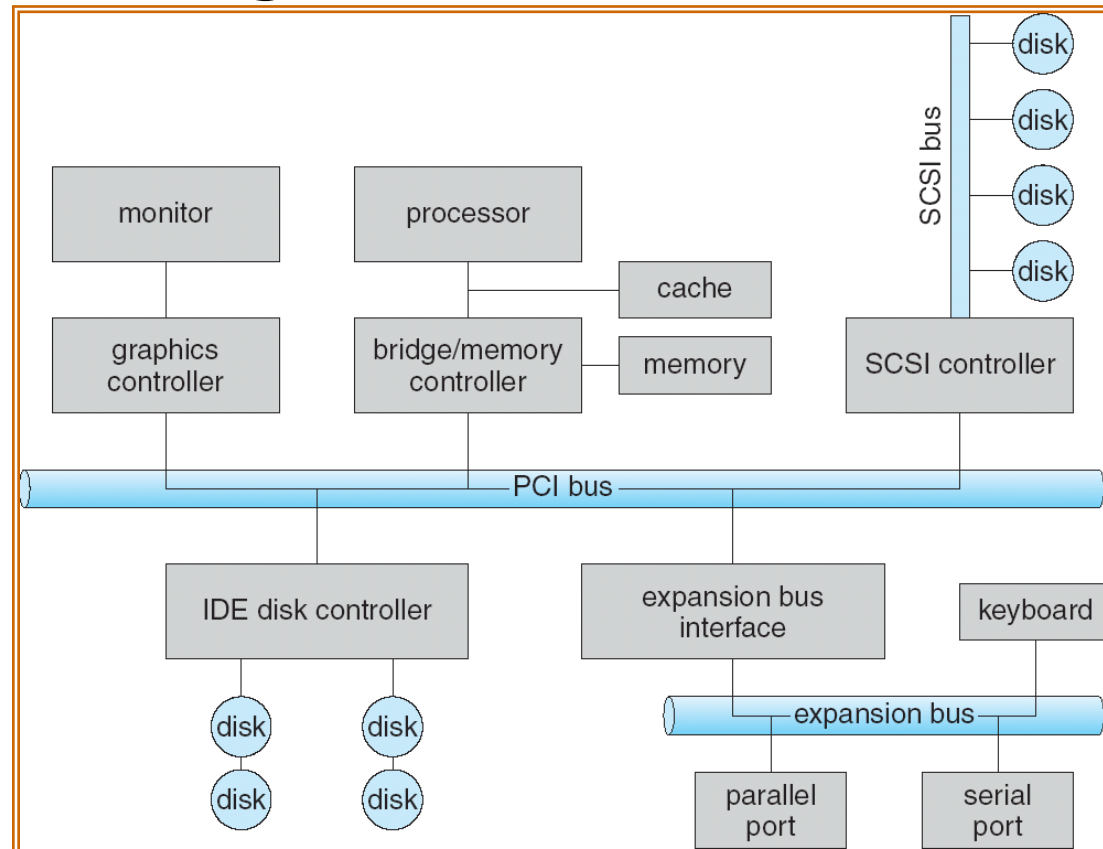 disk
disk
SCSI bus
disk
disk
monitor
processor
cache
graphics
controller
bridge/memory
controller
memory
SCSI controller
PCI bus
IDE disk controller
expansion bus
interface
keyboard
disk
disk
expansion bus
disk
disk
parallel
port
serial
port